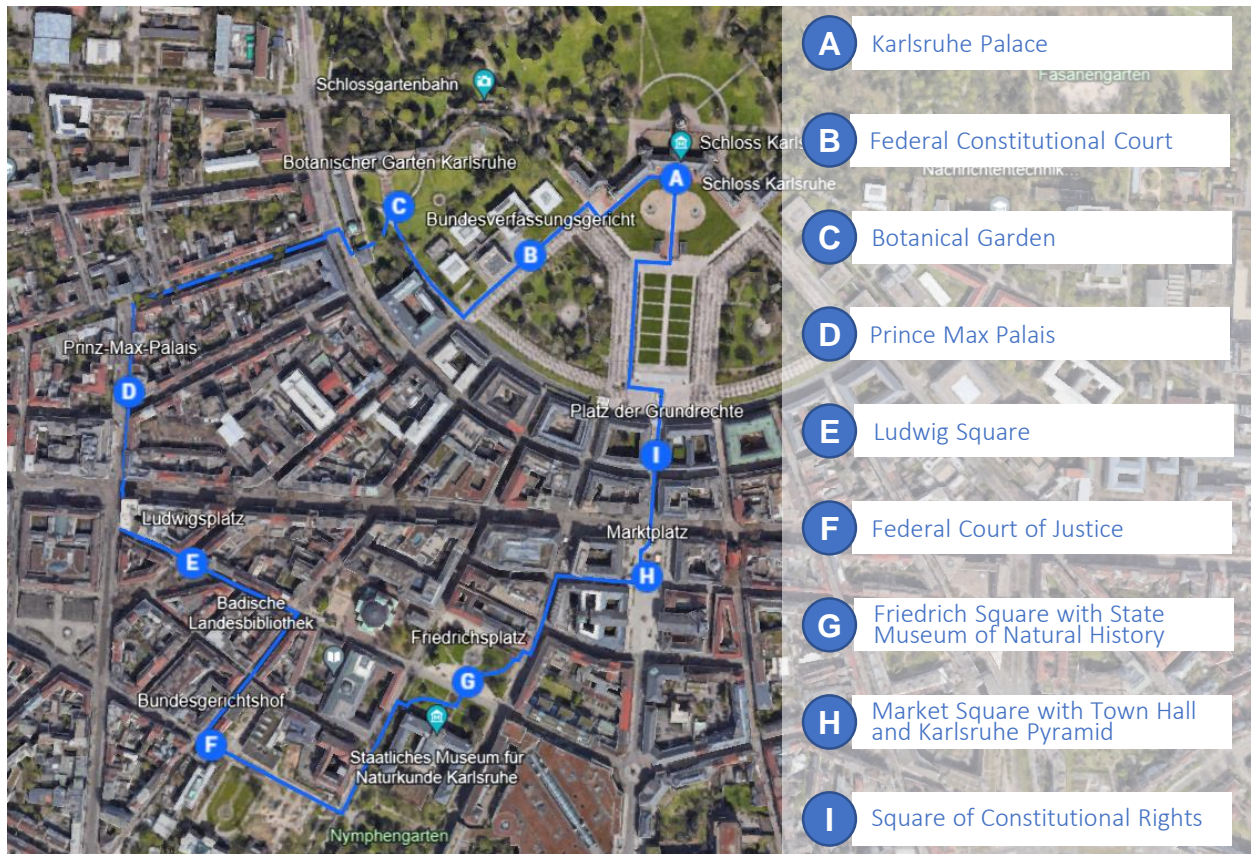 Schlossgartenbahn
Botanischer Garten Karlsruhe
Schloss Karls
A
Schloss Karlsruhe
C
Bundesverfassungsgericht
B
Prinz-Max-Palais
D
Platz der Grundrechte
I
Ludwigsplatz
Marktplatz
E
H
Badische
Landesbibliothek
Friedrichsplatz
G
Bundesgerichtshof
F
Staatliches Museum für
Naturkunde Karlsruhe
Nymphengarten
A Karlsruhe Palace
Fasanengarten
B Federal Constitutional Court
Nachrichtentechnik...
C Botanical Garden
D Prince Max Palais
E Ludwig Square
F Federal Court of Justice
G Friedrich Square with State
Museum of Natural History
H Market Square with Town Hall
and Karlsruhe Pyramid
I Square of Constitutional Rights